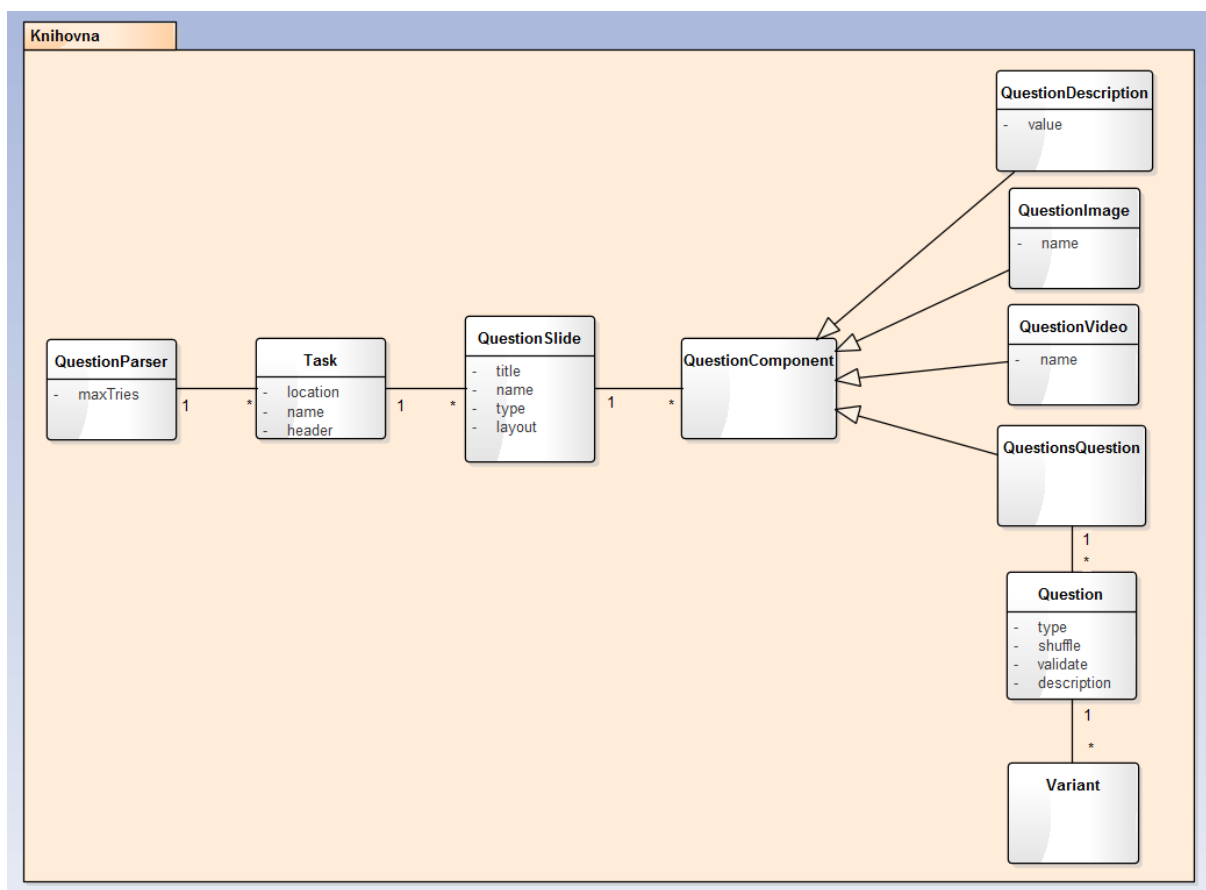 Knihovna
QuestionDescription
- value
QuestionImage
- name
QuestionVideo
- name
QuestionParser
- maxTries
1
*
Task
- location
- name
- header
1
*
QuestionSlide
- title
- name
- type
- layout
1
*
QuestionComponent
QuestionsQuestion
1
*
Question
- type
- shuffle
- validate
- description
1
*
Variant